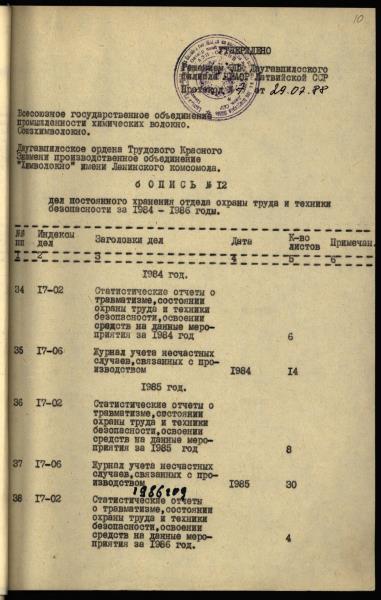 10
УТВЕРЖДЕНО
Решением Даугавпилсского
филиала Латвийской ССР
Протокол № 7 от 29.02.88
Всесоюзное государственное объединение
промышленности химических волокно.
Союзхимволокно.
Даугавпилсское ордена Трудового Красного
Знамени производственное объединение
"Химволокно" имени Ленинского комсомола.
ОПИСЬ № 12
дел постоянного хранения отдела охраны труда и техники
безопасности за 1984 - 1986 годы.
№№ пп Индексы дел Заголовки дел Дата К-во листов Примечан.
1 2 3 4 5 6
1984 год.
34 17-02 Статистические отчеты о
травматизме,состоянии
охраны труда и техники
безопасности,освоении
средств на данные меро-
приятия за 1984 год 6
35 17-06 Журнал учета несчастных
случаев,связанных с про-
изводством 1984 14
1985 год.
36 17-02 Статистические отчеты о
травматизме,состоянии
охраны труда и техники
безопасности,освоении
средств на данные меро-
приятия за 1985 год 8
37 17-06 Журнал учета несчастных
случаев,связанных с про-
изводством 1985 30
1986 год
38 17-02 Статистические отчеты
о травматизме,состоянии
охраны труда и техники
безопасности,освоении
средств на данные меро-
приятия за 1986 год. 4